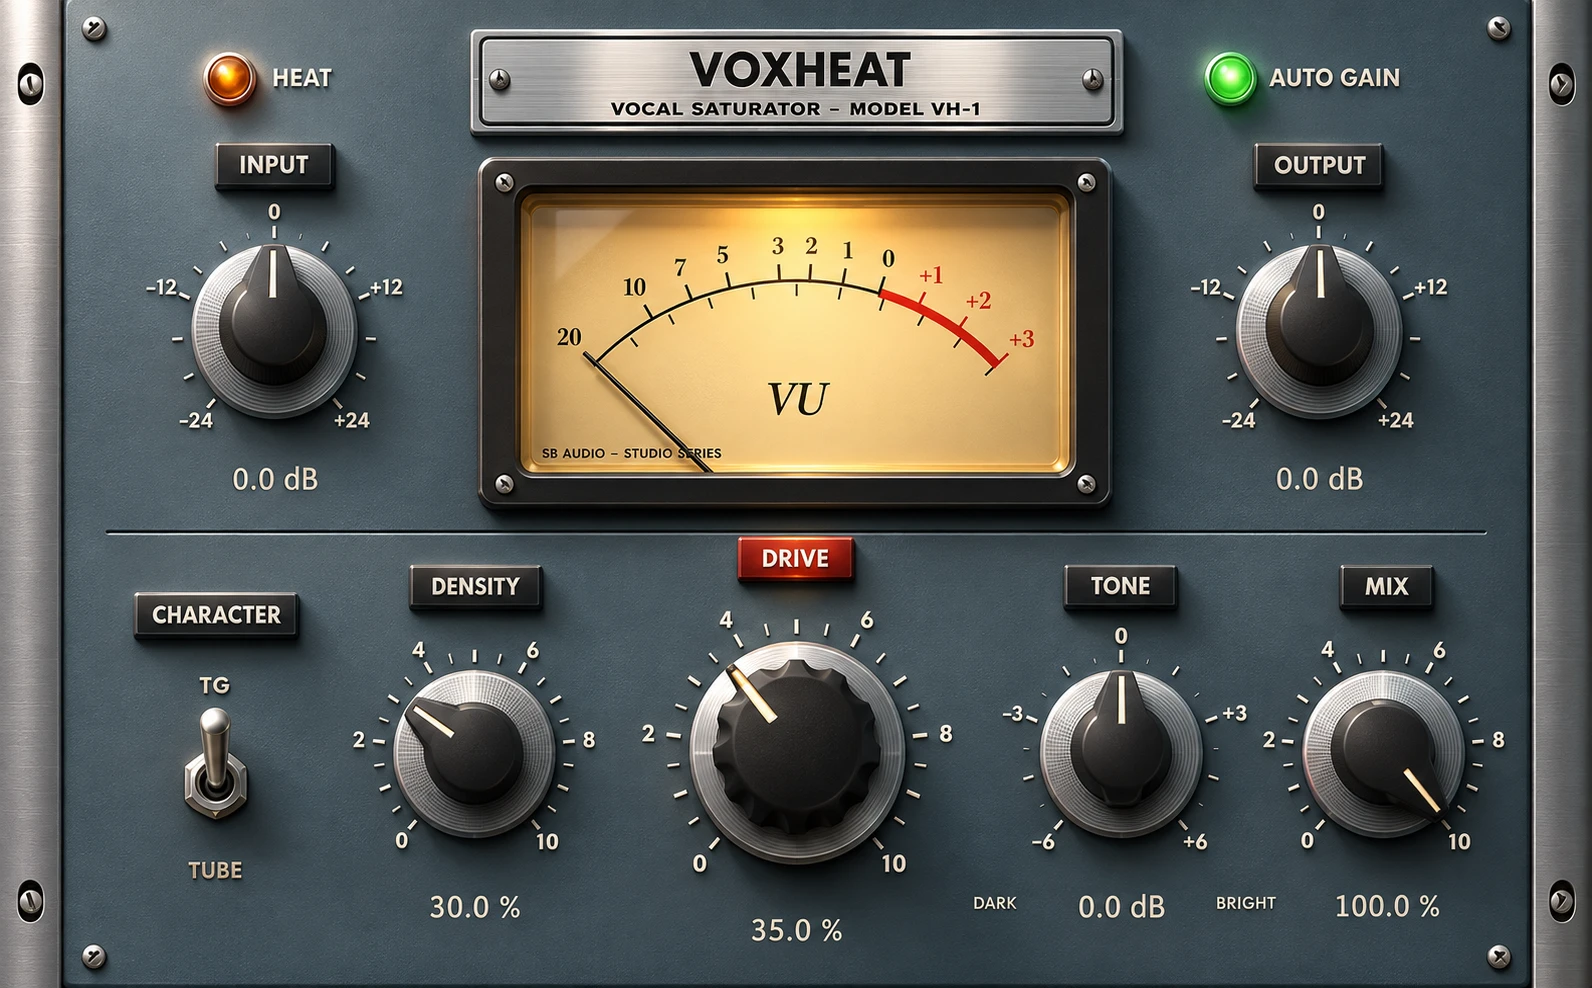 VOXHEAT
VOCAL SATURATOR – MODEL VH-1
HEAT
AUTO GAIN
INPUT
0
-12
+12
-24
+24
0.0 dB
20
10
7
5
3
2
1
0
+1
+2
+3
VU
SB AUDIO – STUDIO SERIES
OUTPUT
0
-12
+12
-24
+24
0.0 dB
CHARACTER
TG
TUBE
DENSITY
0
2
4
6
8
10
30.0 %
DRIVE
0
2
4
6
8
10
35.0 %
TONE
0
-3
+3
-6
+6
DARK
0.0 dB
BRIGHT
MIX
0
2
4
6
8
10
100.0 %